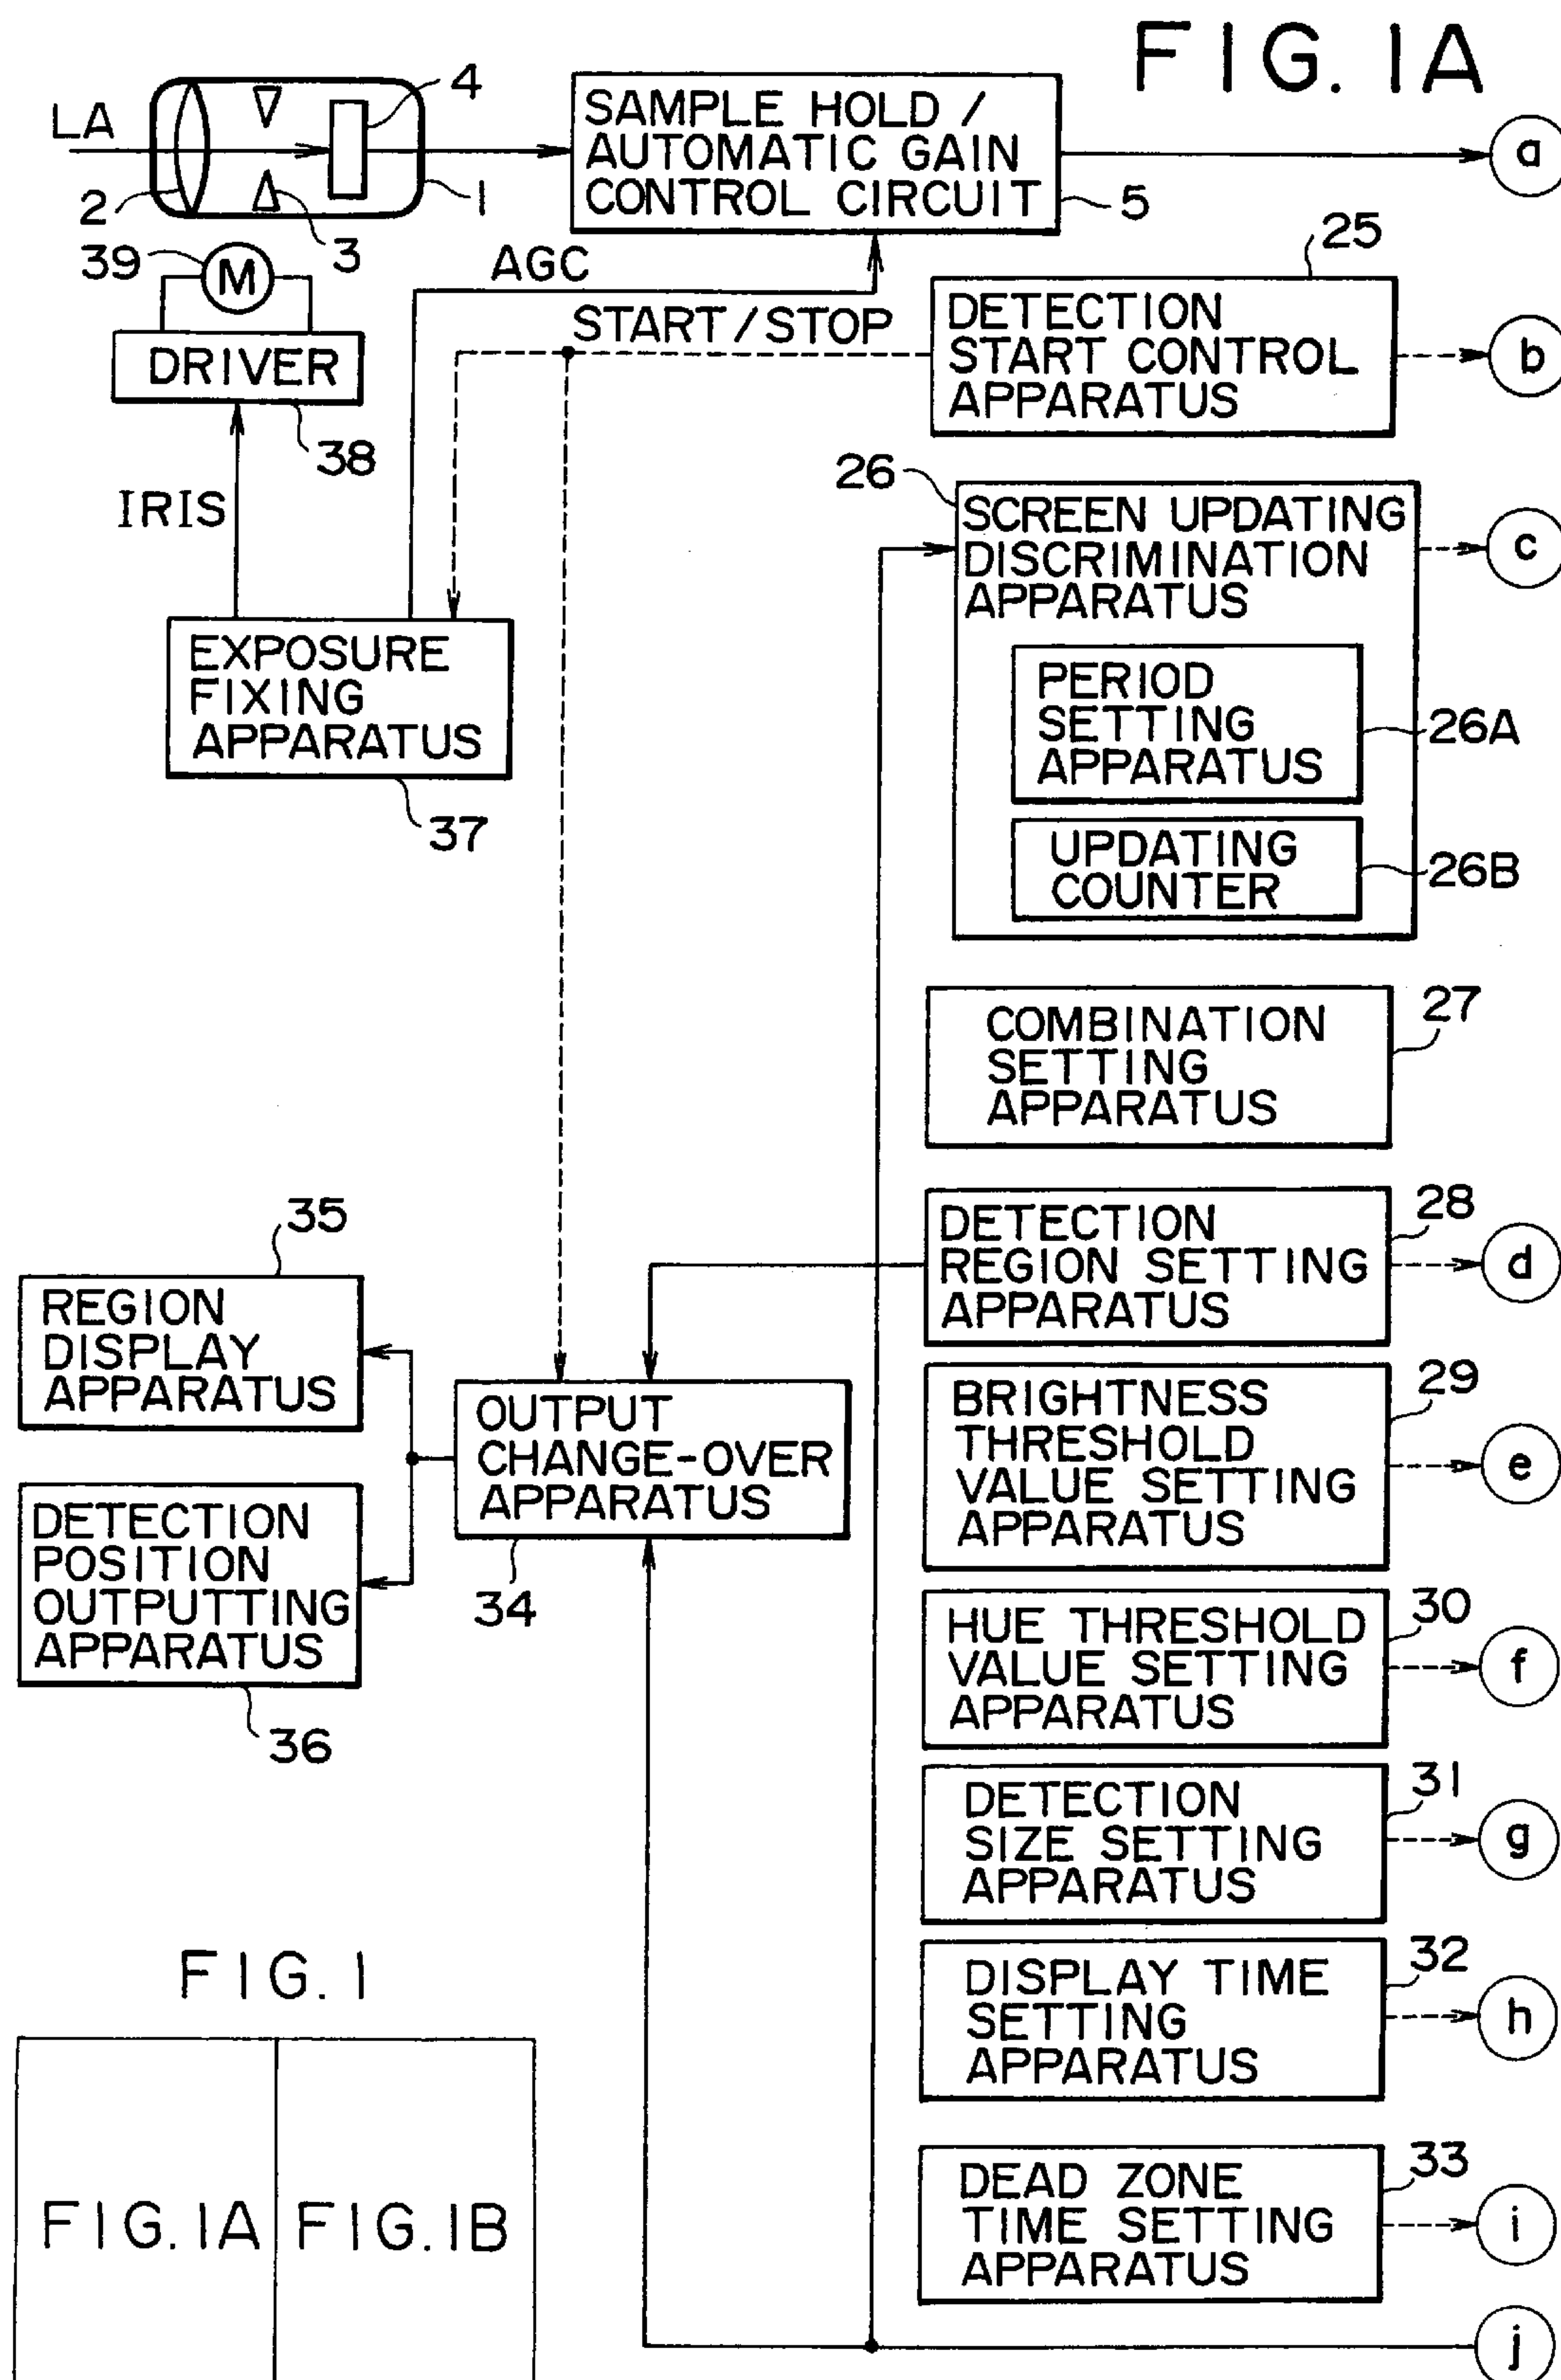 FIG. 1A
LA
4
2
3
1
SAMPLE HOLD /
AUTOMATIC GAIN
CONTROL CIRCUIT
5
a
39
M
DRIVER
38
AGC
START/STOP
25
DETECTION
START CONTROL
APPARATUS
b
IRIS
EXPOSURE
FIXING
APPARATUS
37
26
SCREEN UPDATING
DISCRIMINATION
APPARATUS
c
PERIOD
SETTING
APPARATUS
26A
UPDATING
COUNTER
26B
COMBINATION
SETTING
APPARATUS
27
DETECTION
REGION SETTING
APPARATUS
28
d
35
REGION
DISPLAY
APPARATUS
OUTPUT
CHANGE-OVER
APPARATUS
34
DETECTION
POSITION
OUTPUTTING
APPARATUS
36
BRIGHTNESS
THRESHOLD
VALUE SETTING
APPARATUS
29
e
HUE THRESHOLD
VALUE SETTING
APPARATUS
30
f
DETECTION
SIZE SETTING
APPARATUS
31
g
DISPLAY TIME
SETTING
APPARATUS
32
h
DEAD ZONE
TIME SETTING
APPARATUS
33
i
j
FIG. 1
FIG. 1A
FIG. 1B